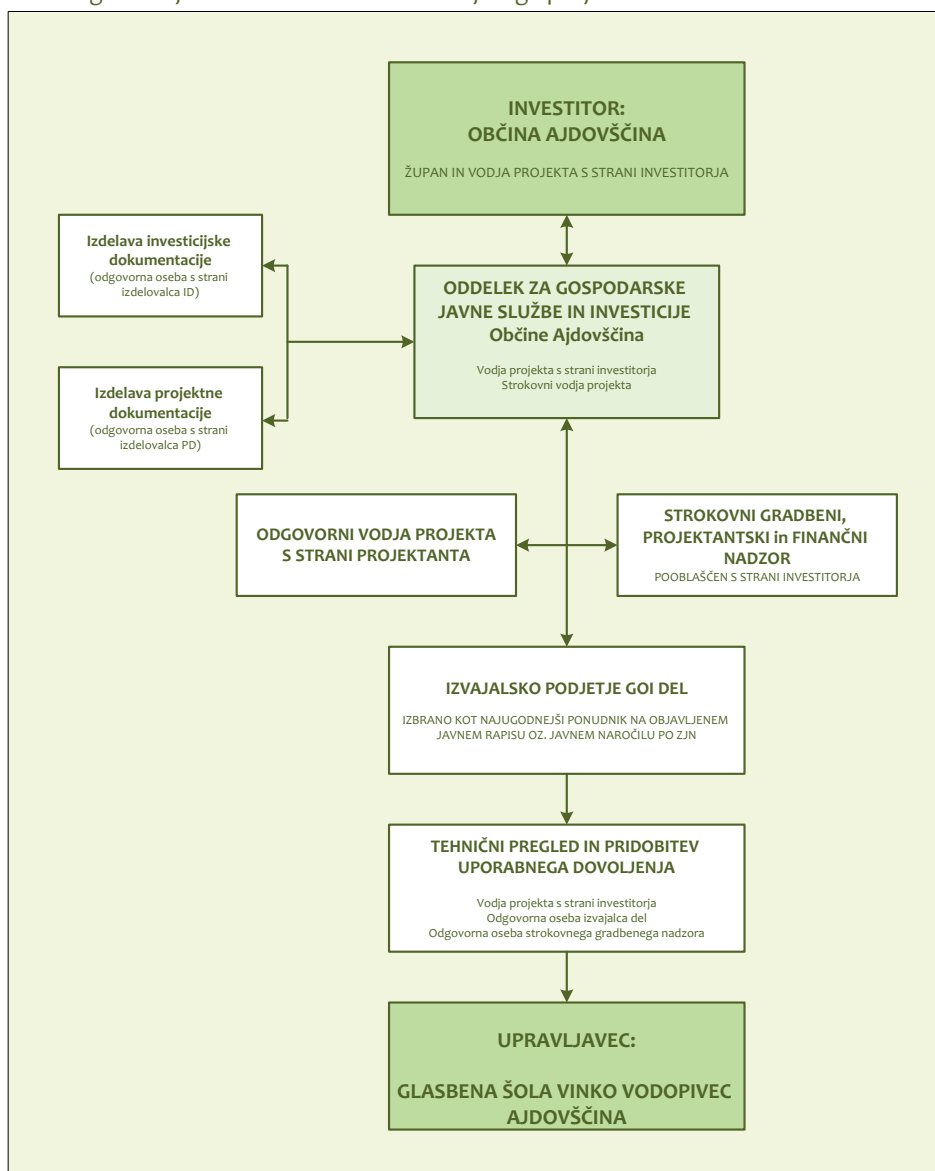 INVESTITOR:
OBČINA AJDOVŠČINA
ŽUPAN IN VODJA PROJEKTA S STRANI INVESTITORJA
Izdelava investicijske
dokumentacije
(odgovorna oseba s strani
izdelovalca ID)
ODDELEK ZA GOSPODARSKE
JAVNE SLUŽBE IN INVESTICIJE
Občine Ajdovščina
Vodja projekta s strani investitorja
Strokovni vodja projekta
Izdelava projektne
dokumentacije
(odgovorna oseba s strani
izdelovalca PD)
ODGOVORNI VODJA PROJEKTA
S STRANI PROJEKTANTA
STROKOVNI GRADBENI,
PROJEKTANTSKI in FINANČNI
NADZOR
POOBLAŠČEN S STRANI INVESTITORJA
IZVAJALSKO PODJETJE GOI DEL
IZBRANO KOT NAJUGODNEJŠI PONUDNIK NA OBJAVLJENEM
JAVNEM RAPISU OZ. JAVNEM NAROČILU PO ZJN
TEHNIČNI PREGLED IN PRIDOBITEV
UPORABNEGA DOVOLJENJA
Vodja projekta s strani investitorja
Odgovorna oseba izvajalca del
Odgovorna oseba strokovnega gradbenega nadzora
UPRAVLJAVEC:
GLASBENA ŠOLA VINKO VODOPIVEC
AJDOVŠČINA